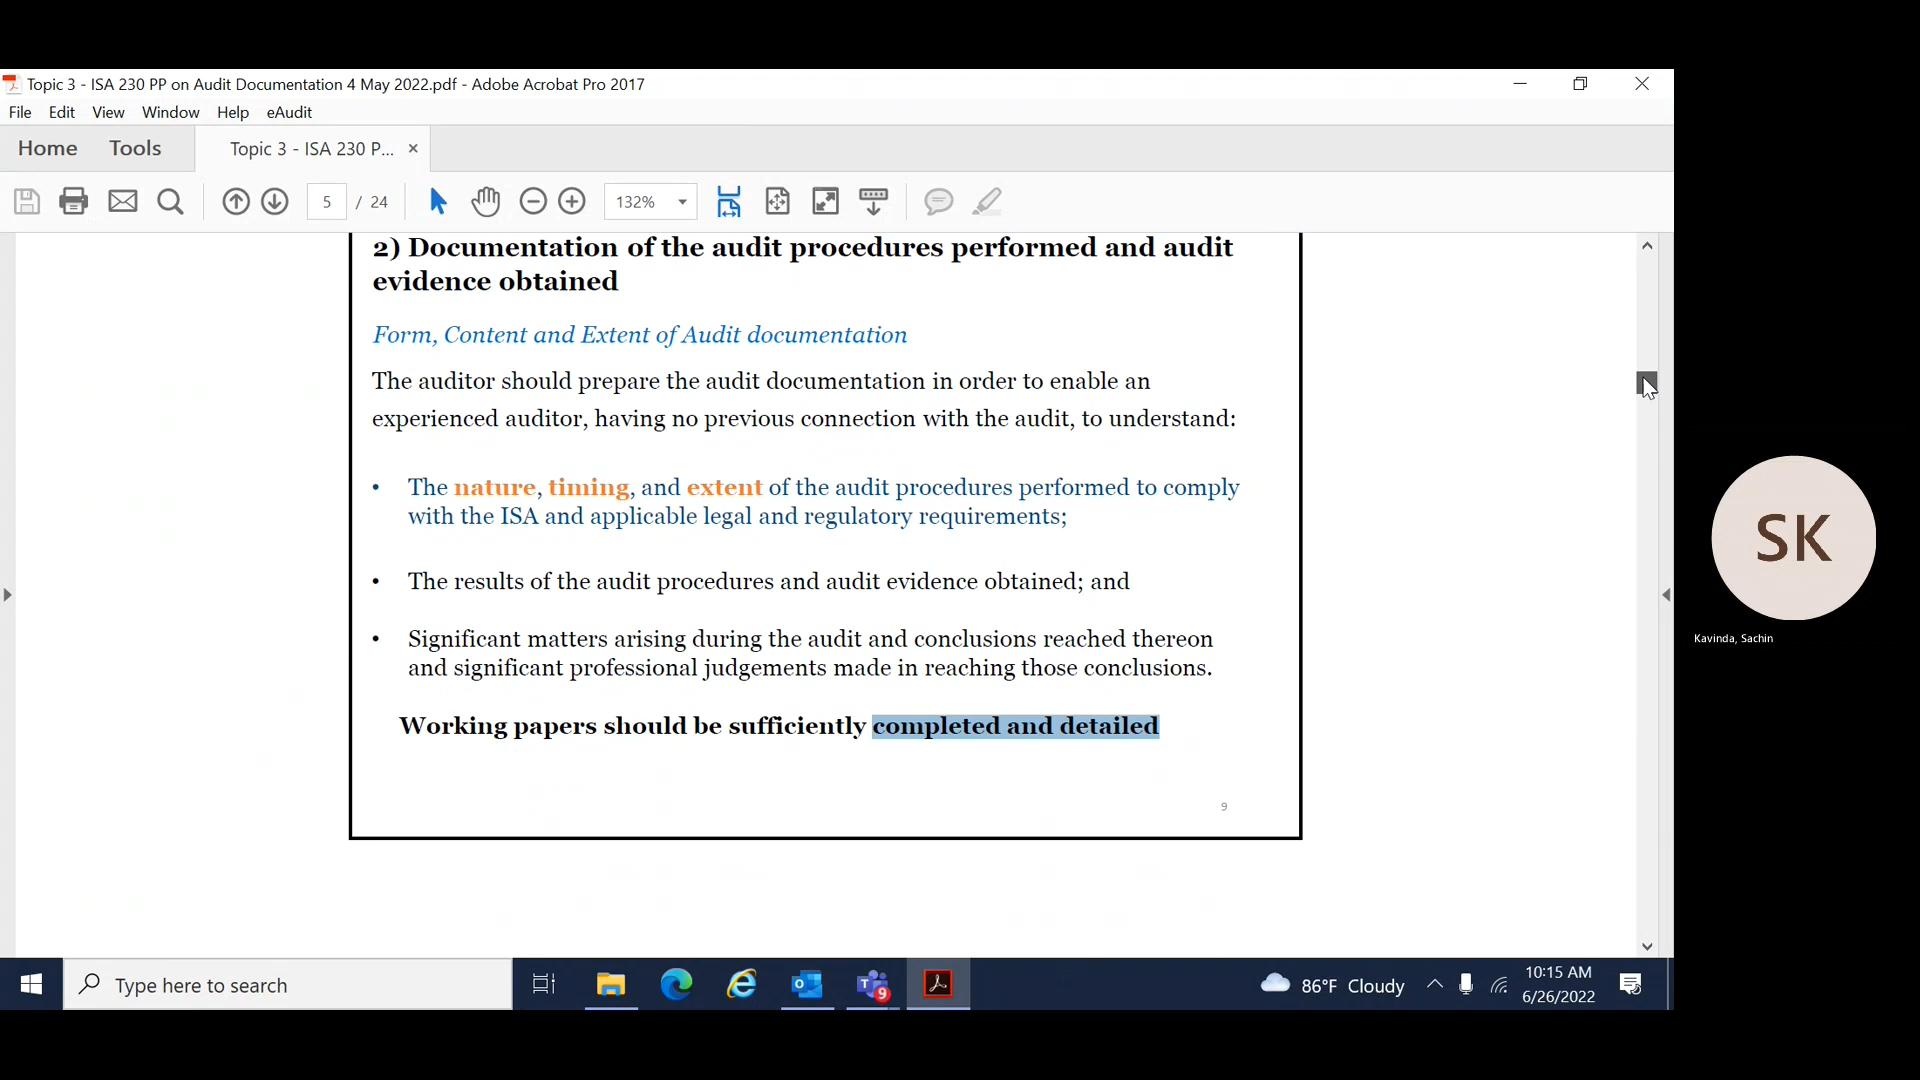 Topic 3 - ISA 230 PP on Audit Documentation 4 May 2022.pdf - Adobe Acrobat Pro 2017
File Edit View Window Help eAudit
Home Tools Topic 3 - ISA 230 P... ×
5 / 24 132%
2) Documentation of the audit procedures performed and audit
evidence obtained
Form, Content and Extent of Audit documentation
The auditor should prepare the audit documentation in order to enable an
experienced auditor, having no previous connection with the audit, to understand:
• The nature, timing, and extent of the audit procedures performed to comply
with the ISA and applicable legal and regulatory requirements;
• The results of the audit procedures and audit evidence obtained; and
• Significant matters arising during the audit and conclusions reached thereon
and significant professional judgements made in reaching those conclusions.
Working papers should be sufficiently completed and detailed
9
SK
Kavinda, Sachin
Type here to search
9
86°F Cloudy
10:15 AM
6/26/2022